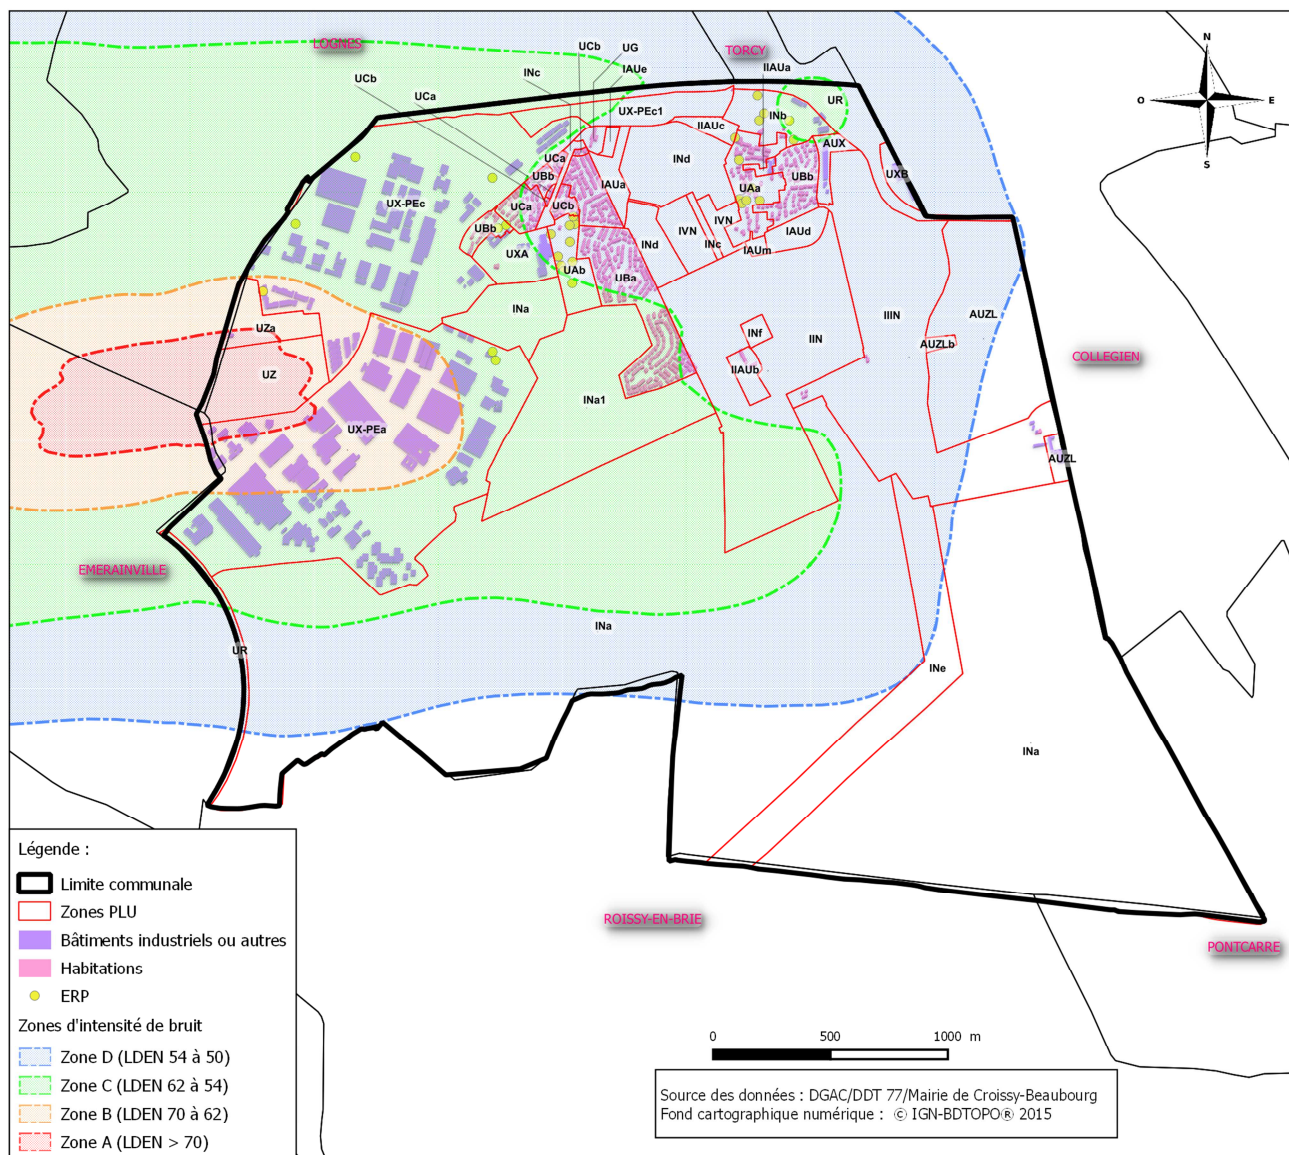 LOGNES
TORCY
UCb
UG
IAUe
INc
UCb
UCa
IIAUa
UR
N
O
E
S
UX-PEc1
INb
IIAUc
AUX
UCa
UBb
INd
UXB
UAa
UBb
IAUa
UX-PEc
UCa
UCb
UBb
IVN
IVN
IAUd
INd
INc
IAUm
UXA
UAb
UBa
INa
UZa
INf
IIN
IIIN
AUZL
AUZLb
COLLEGIEN
UZ
IIAUb
INa1
UX-PEa
AUZL
EMERAINVILLE
INa
UR
INe
INa
ROISSY-EN-BRIE
PONTCARRE
Légende :
Limite communale
Zones PLU
Bâtiments industriels ou autres
Habitations
ERP
Zones d'intensité de bruit
Zone D (LDEN 54 à 50)
Zone C (LDEN 62 à 54)
Zone B (LDEN 70 à 62)
Zone A (LDEN > 70)
0 500 1000 m
Source des données : DGAC/DDT 77/Mairie de Croissy-Beaubourg
Fond cartographique numérique : © IGN-BDTOPO® 2015